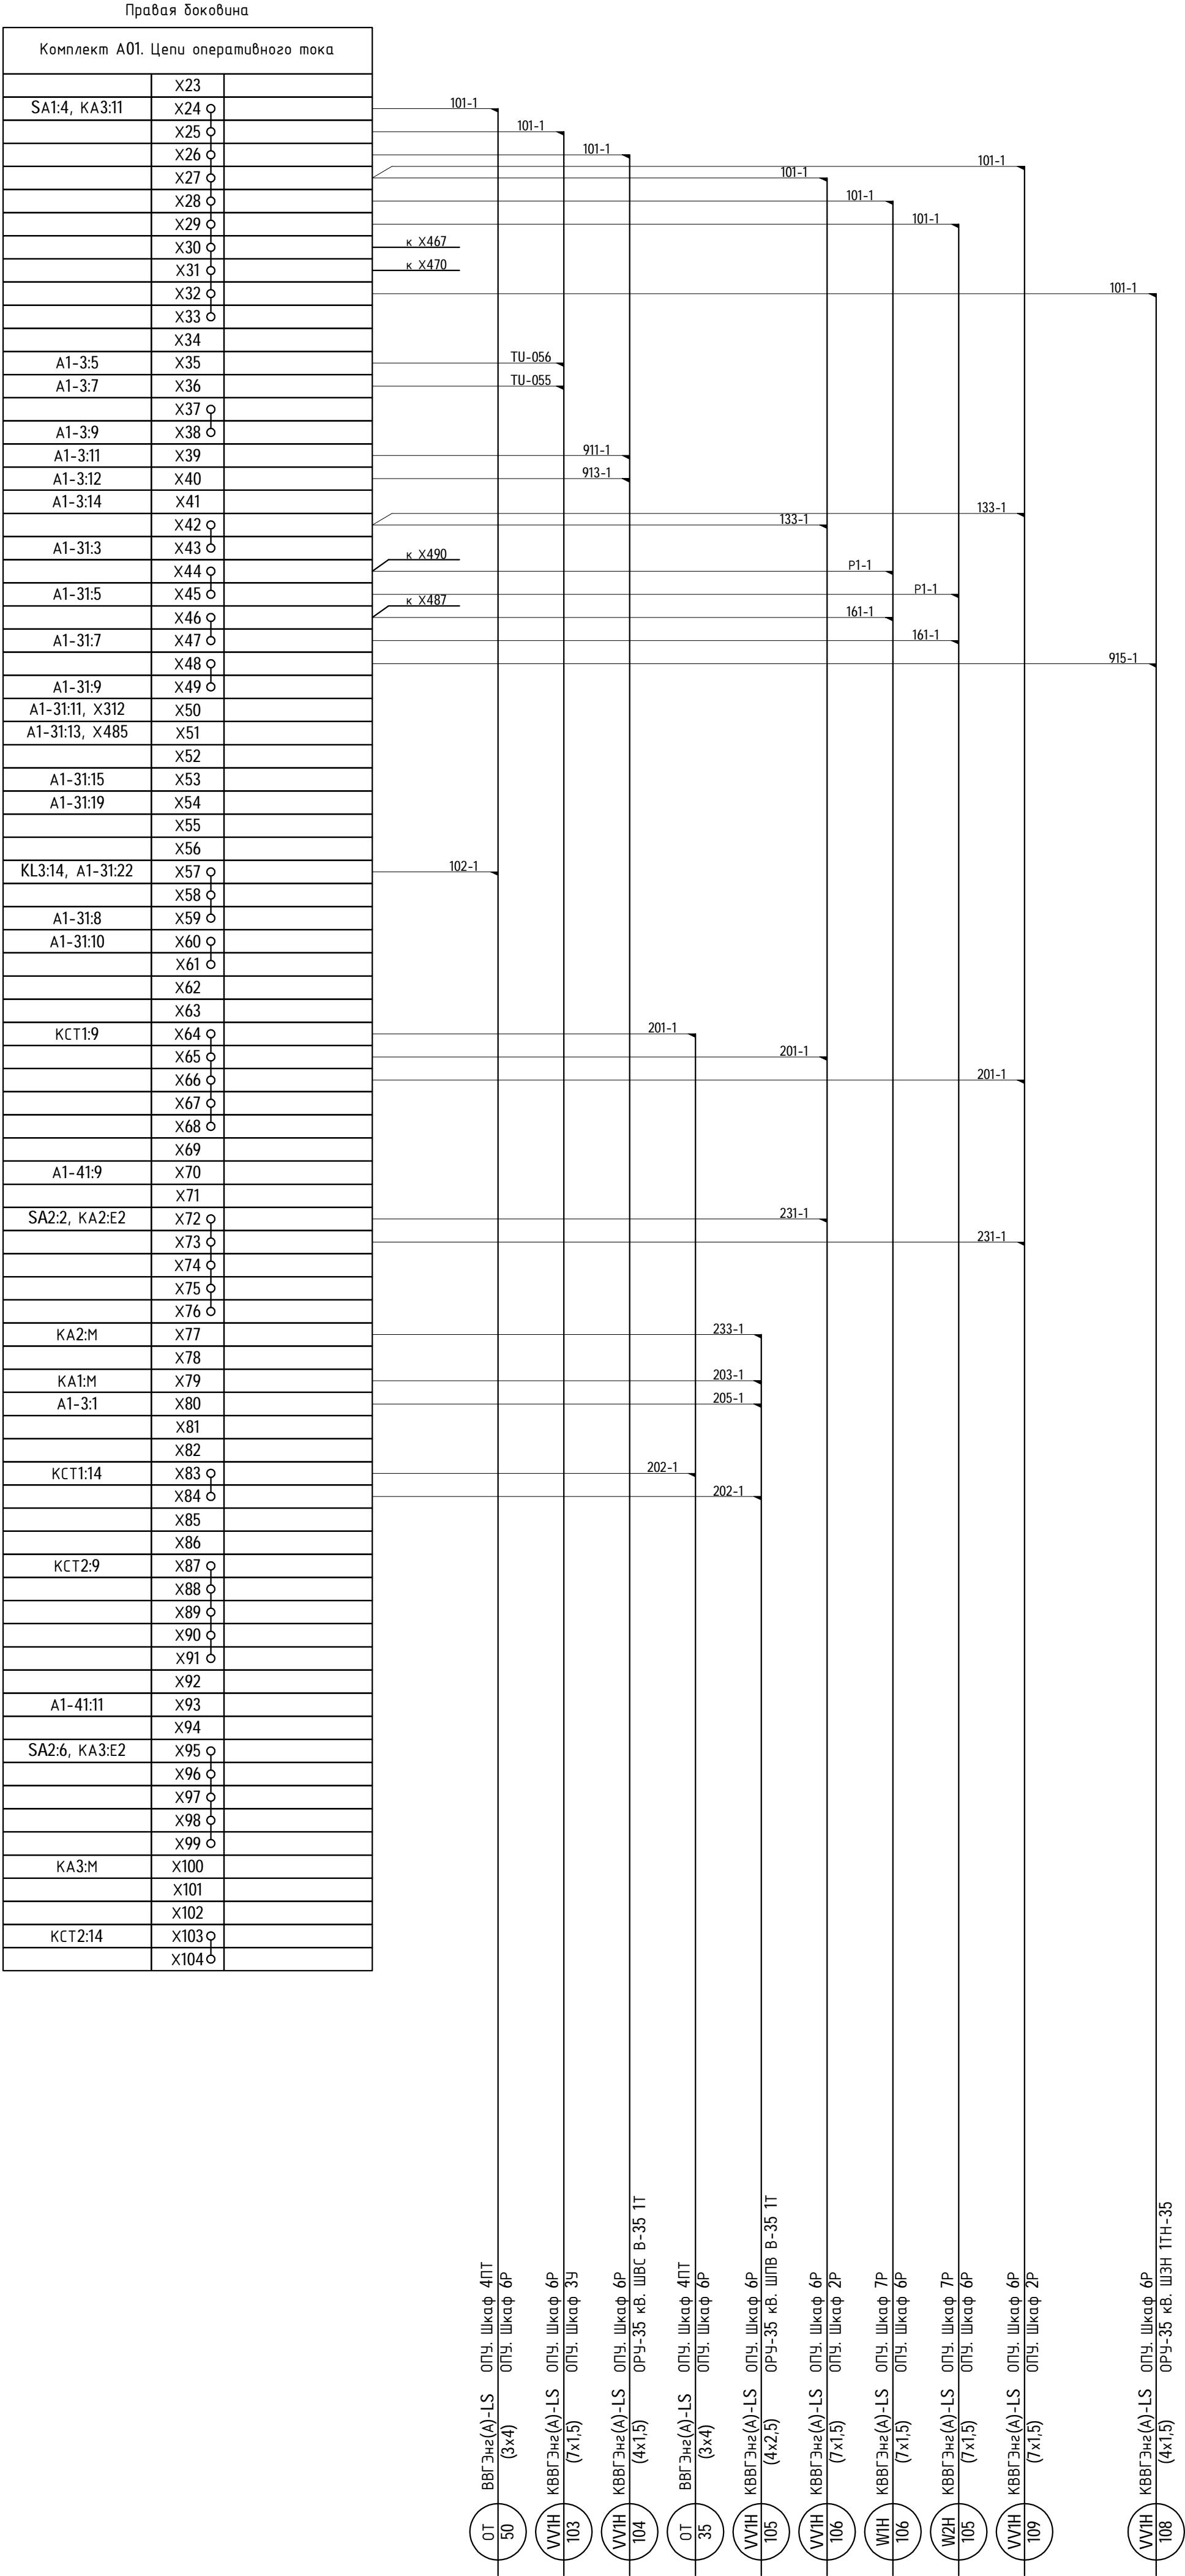 Правая боковина
Комплект А01. Цепи оперативного тока
X23
SA1:4, KA3:11 X24 101-1
X25 101-1
X26 101-1
101-1
X27 101-1
X28 101-1
X29 101-1
X30 к X467
X31 к X470
X32 101-1
X33
X34
A1-3:5 X35 TU-056
A1-3:7 X36 TU-055
X37
A1-3:9 X38
A1-3:11 X39 911-1
A1-3:12 X40 913-1
A1-3:14 X41
133-1
X42 133-1
A1-31:3 X43
к X490
X44 P1-1
A1-31:5 X45 P1-1
к X487
X46 161-1
A1-31:7 X47 161-1
X48 915-1
A1-31:9 X49
A1-31:11, X312 X50
A1-31:13, X485 X51
X52
A1-31:15 X53
A1-31:19 X54
X55
X56
KL3:14, A1-31:22 X57 102-1
X58
A1-31:8 X59
A1-31:10 X60
X61
X62
X63
KCT1:9 X64 201-1
X65 201-1
X66 201-1
X67
X68
X69
A1-41:9 X70
X71
SA2:2, KA2:E2 X72 231-1
X73 231-1
X74
X75
X76
KA2:M X77 233-1
X78
KA1:M X79 203-1
A1-3:1 X80 205-1
X81
X82
KCT1:14 X83 202-1
X84 202-1
X85
X86
KCT2:9 X87
X88
X89
X90
X91
X92
A1-41:11 X93
X94
SA2:6, KA3:E2 X95
X96
X97
X98
X99
KA3:M X100
X101
X102
KCT2:14 X103
X104
ОТ 50 ВВГЭнг(А)-LS (3x4) ОПУ. Шкаф 4ПТ ОПУ. Шкаф 6Р
VV1H 103 КВВГЭнг(А)-LS (7x1,5) ОПУ. Шкаф 6Р ОПУ. Шкаф 3У
VV1H 104 КВВГЭнг(А)-LS (4x1,5) ОПУ. Шкаф 6Р ОРУ-35 кВ. ШВС В-35 1Т
ОТ 35 ВВГЭнг(А)-LS (3x4) ОПУ. Шкаф 4ПТ ОПУ. Шкаф 6Р
VV1H 105 КВВГЭнг(А)-LS (4x2,5) ОПУ. Шкаф 6Р ОРУ-35 кВ. ШПВ В-35 1Т
VV1H 106 КВВГЭнг(А)-LS (7x1,5) ОПУ. Шкаф 6Р ОПУ. Шкаф 2Р
W1H 106 КВВГЭнг(А)-LS (7x1,5) ОПУ. Шкаф 7Р ОПУ. Шкаф 6Р
W2H 105 КВВГЭнг(А)-LS (7x1,5) ОПУ. Шкаф 7Р ОПУ. Шкаф 6Р
VV1H 109 КВВГЭнг(А)-LS (7x1,5) ОПУ. Шкаф 6Р ОПУ. Шкаф 2Р
VV1H 108 КВВГЭнг(А)-LS (4x1,5) ОПУ. Шкаф 6Р ОРУ-35 кВ. ШЗН 1ТН-35